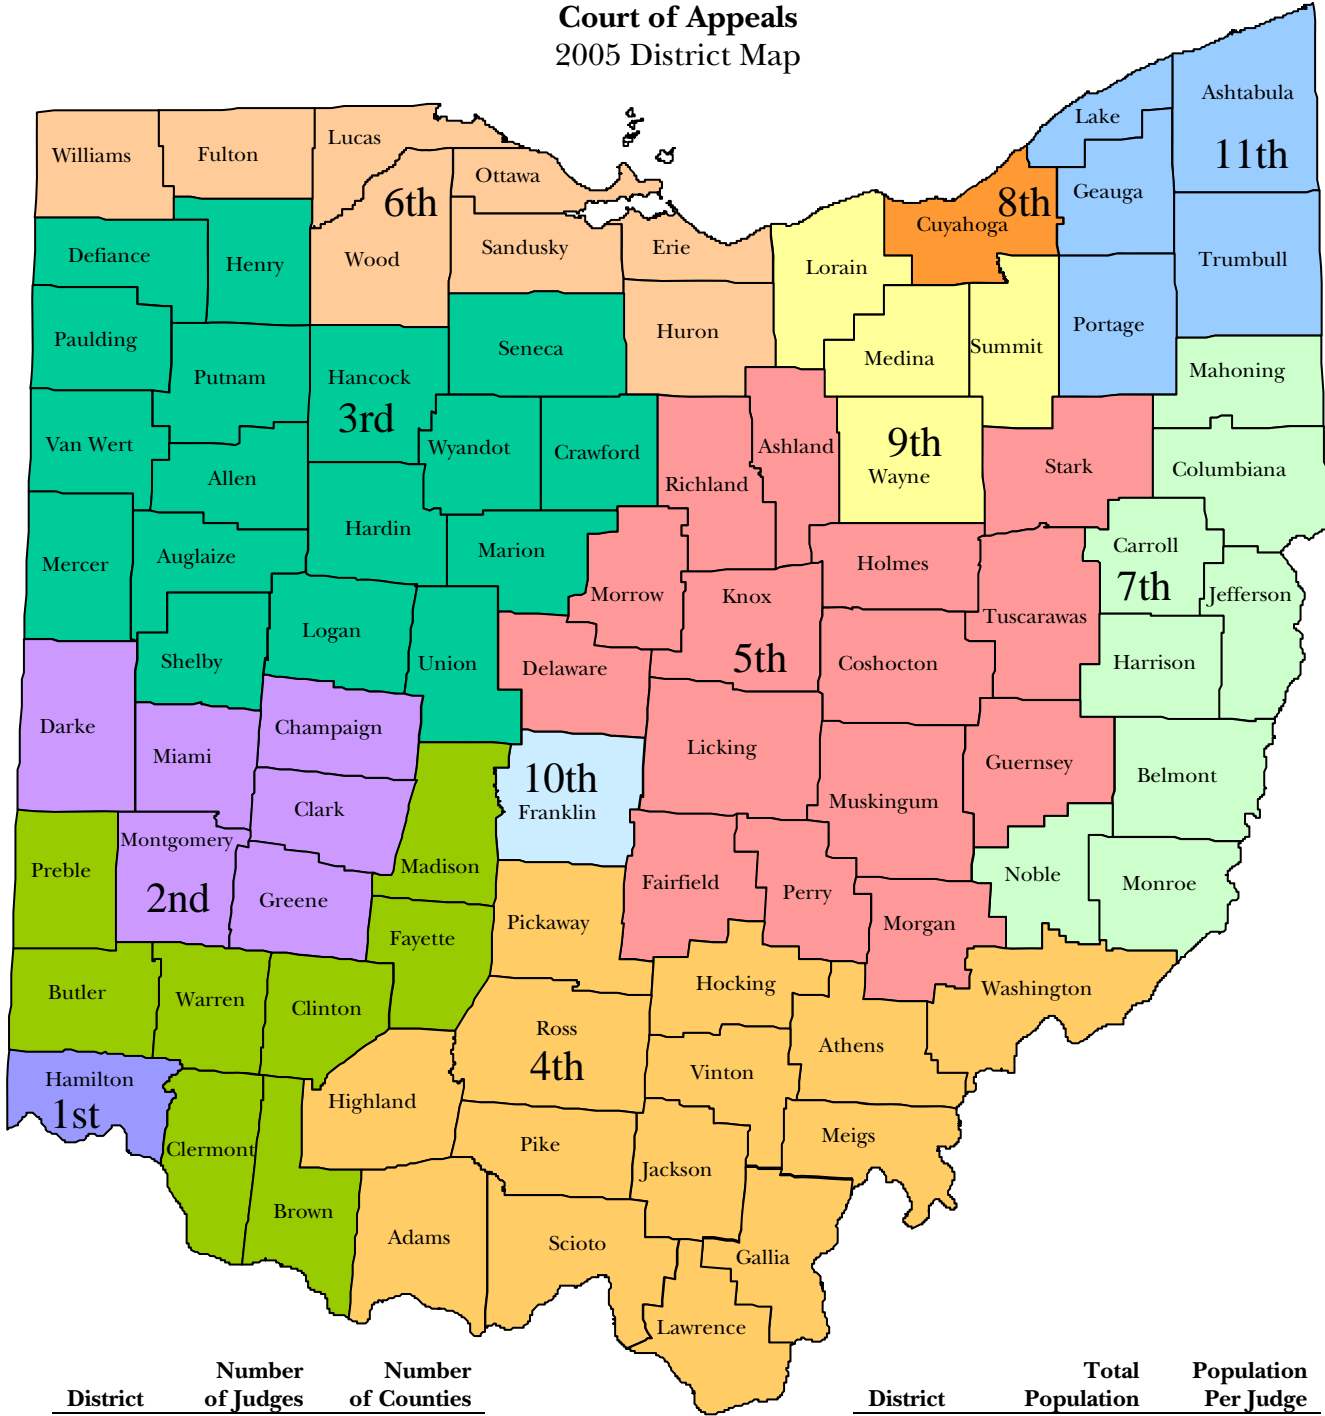 Court of Appeals
2005 District Map
Ashtabula
Lake
11th
Lucas
Williams
Fulton
Ottawa
Geauga
6th
8th
Cuyahoga
Sandusky
Erie
Defiance
Henry
Wood
Lorain
Trumbull
Paulding
Huron
Portage
Seneca
Summit
Medina
Putnam
Hancock
Mahoning
3rd
Van Wert
Wyandot
Crawford
Ashland
9th
Stark
Columbiana
Allen
Richland
Wayne
Hardin
Auglaize
Marion
Carroll
Mercer
Holmes
7th
Morrow
Knox
Jefferson
Tuscarawas
Logan
Shelby
Union
Delaware
5th
Coshocton
Harrison
Darke
Champaign
Miami
Licking
Guernsey
10th
Belmont
Clark
Franklin
Muskingum
Montgomery
Preble
Madison
Fairfield
Perry
Noble
Monroe
2nd
Greene
Pickaway
Morgan
Fayette
Butler
Warren
Clinton
Hocking
Washington
Ross
Athens
4th
Vinton
Hamilton
1st
Highland
Clermont
Pike
Meigs
Jackson
Brown
Adams
Scioto
Gallia
Lawrence
Number Number
District of Judges of Counties
Total Population
District Population Per Judge